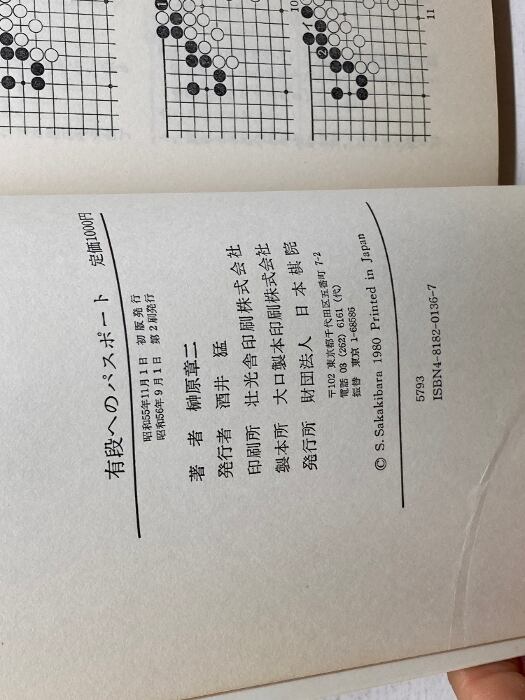 有段へのパスポート 定価1000円
昭和55年11月1日 初版発行
昭和56年9月1日 第2刷発行
著者 榊原章二
発行者 酒井 猛
印刷所 壮光舎印刷株式会社
製本所 大口製本印刷株式会社
発行所 財団法人 日本棋院
〒102 東京都千代田区五番町7-2
電話 03 (262) 6161 (代)
振替 東京 1-68686
© S. Sakakibara 1980 Printed in Japan
5793
ISBN4-8182-0136-7
10
11